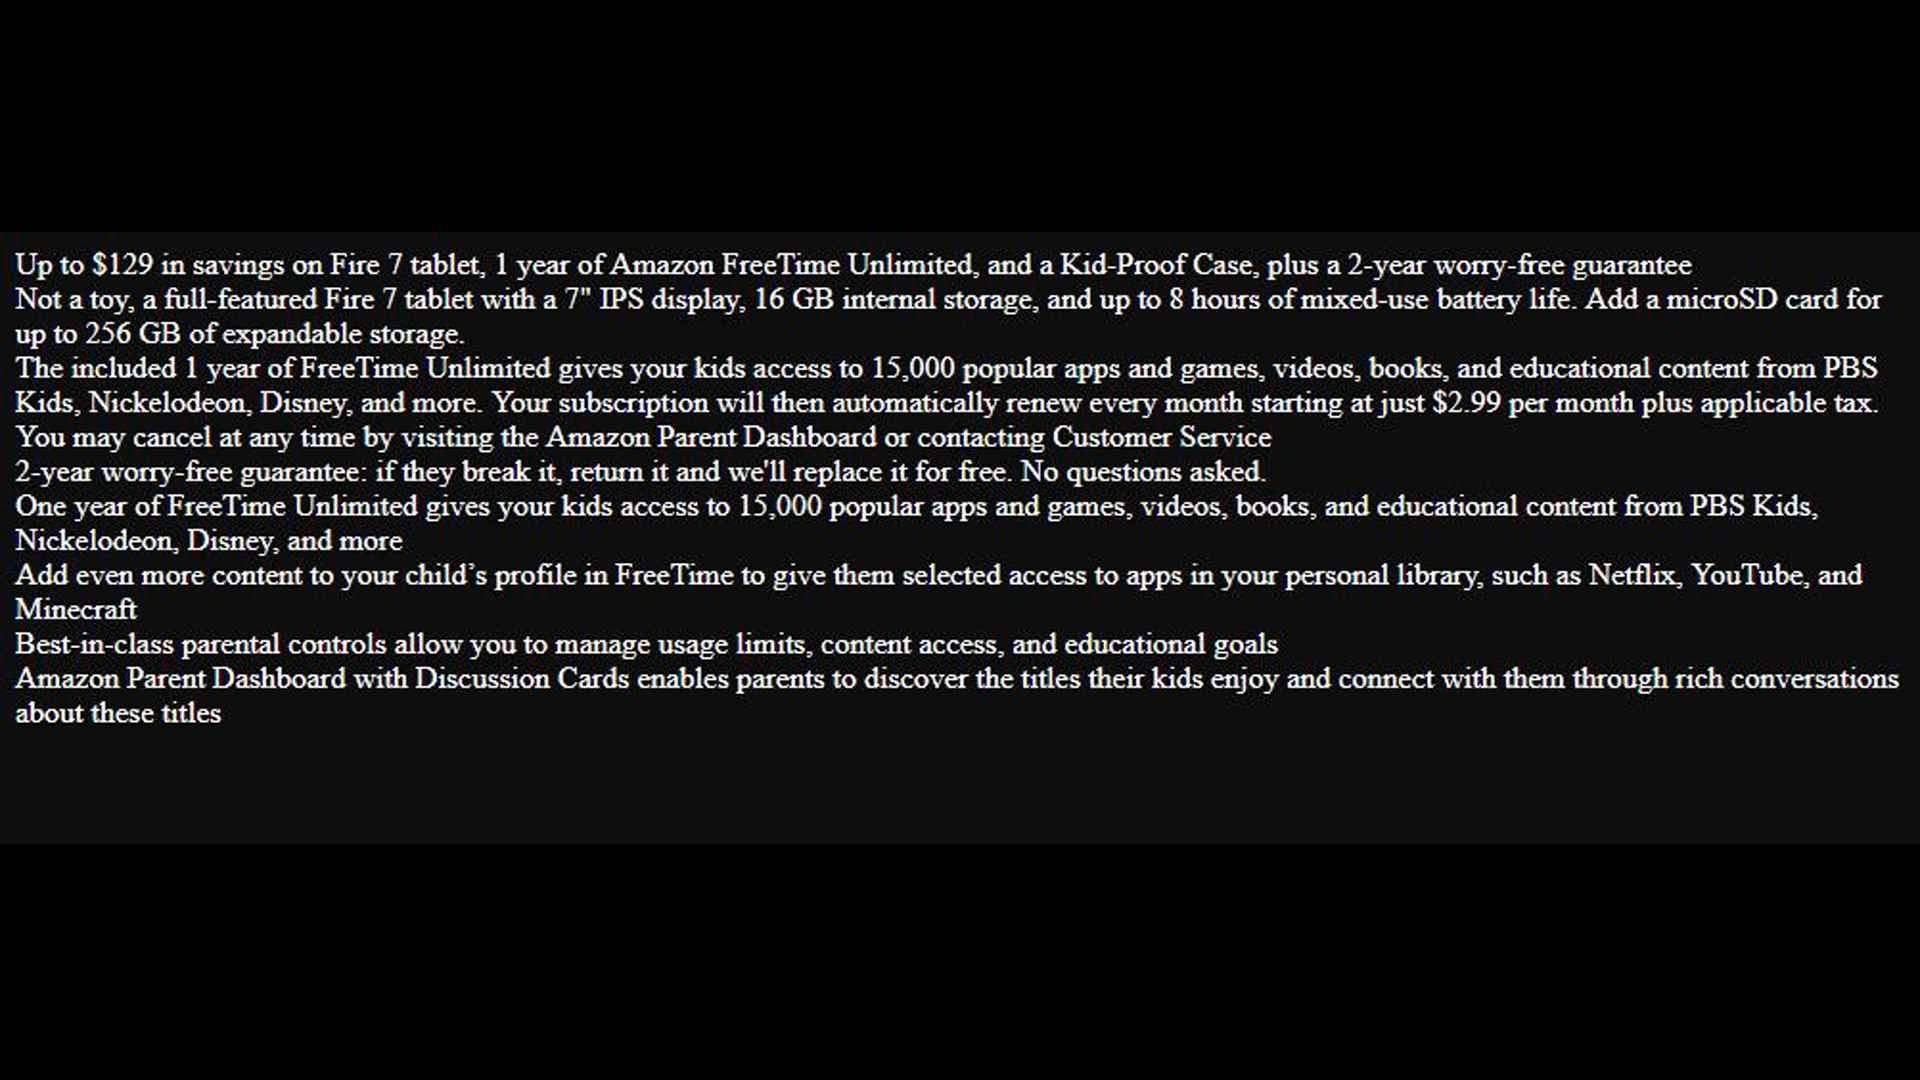 Up to $129 in savings on Fire 7 tablet, 1 year of Amazon FreeTime Unlimited, and a Kid-Proof Case, plus a 2-year worry-free guarantee
Not a toy, a full-featured Fire 7 tablet with a 7" IPS display, 16 GB internal storage, and up to 8 hours of mixed-use battery life. Add a microSD card for
up to 256 GB of expandable storage.
The included 1 year of FreeTime Unlimited gives your kids access to 15,000 popular apps and games, videos, books, and educational content from PBS
Kids, Nickelodeon, Disney, and more. Your subscription will then automatically renew every month starting at just $2.99 per month plus applicable tax.
You may cancel at any time by visiting the Amazon Parent Dashboard or contacting Customer Service
2-year worry-free guarantee: if they break it, return it and we'll replace it for free. No questions asked.
One year of FreeTime Unlimited gives your kids access to 15,000 popular apps and games, videos, books, and educational content from PBS Kids,
Nickelodeon, Disney, and more
Add even more content to your child’s profile in FreeTime to give them selected access to apps in your personal library, such as Netflix, YouTube, and
Minecraft
Best-in-class parental controls allow you to manage usage limits, content access, and educational goals
Amazon Parent Dashboard with Discussion Cards enables parents to discover the titles their kids enjoy and connect with them through rich conversations
about these titles